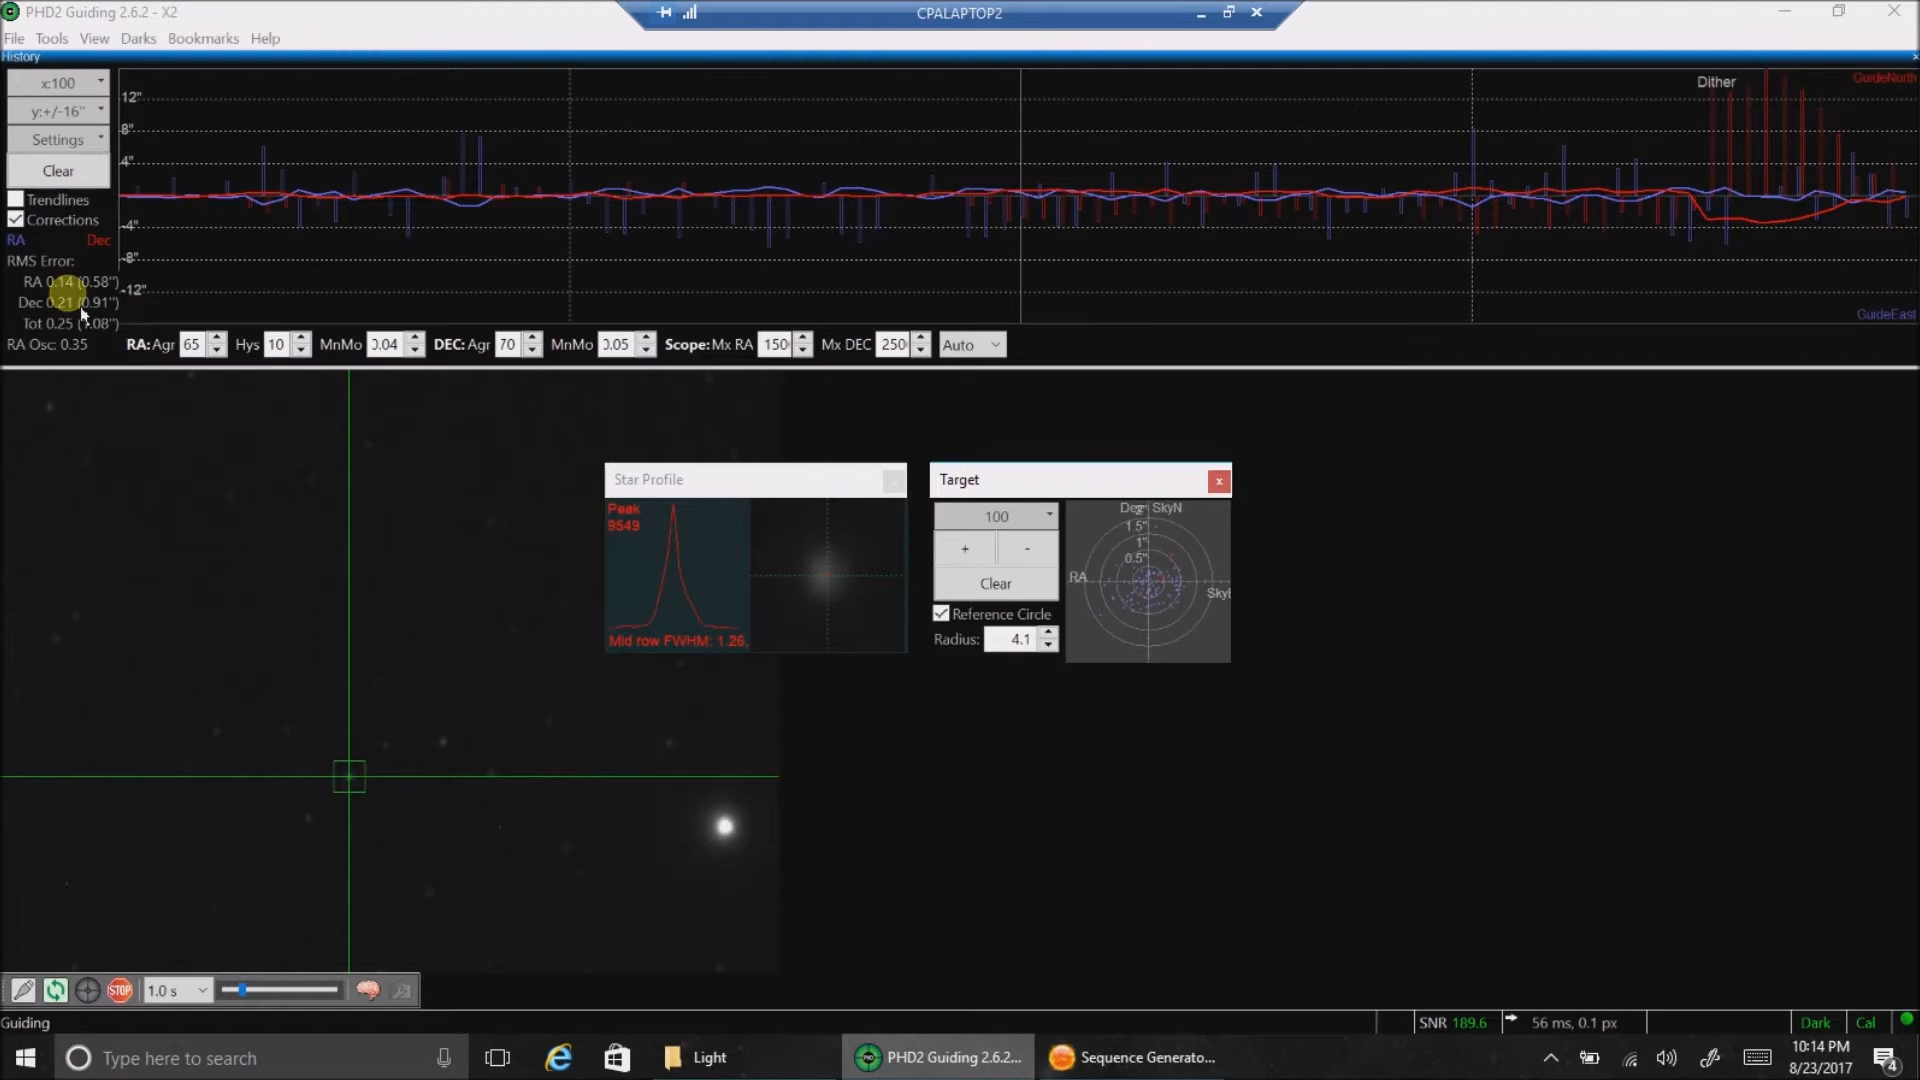 PHD2 Guiding 2.6.2 - X2
CPALAPTOP2
File Tools View Darks Bookmarks Help
History
x:100
y:+/-16"
Settings
Clear
Trendlines
Corrections
RA Dec
RMS Error:
RA 0.14 (0.58")
Dec 0.21 (0.91")
Tot 0.25 (1.08")
RA Osc: 0.35
12"
8"
4"
-4"
-8"
-12"
Dither
GuideNorth
GuideEast
RA: Agr 65 Hys 10 MnMo 0.04 DEC: Agr 70 MnMo 0.05 Scope: Mx RA 150 Mx DEC 250 Auto
Star Profile
Peak
9549
Mid row FWHM: 1.26,
Target
100
+ -
Clear
Reference Circle
Radius: 4.1
Dec 2" SkyN
1.5"
1"
0.5"
RA
SkyE
STOP
1.0 s
Guiding
SNR 189.6
56 ms, 0.1 px
Dark
Cal
Type here to search
Light
PHD2 Guiding 2.6.2...
Sequence Generato...
10:14 PM
8/23/2017
4